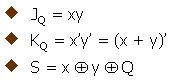 J_Q = xy
K_Q = x'y' = (x + y)'
S = x ⊕ y ⊕ Q